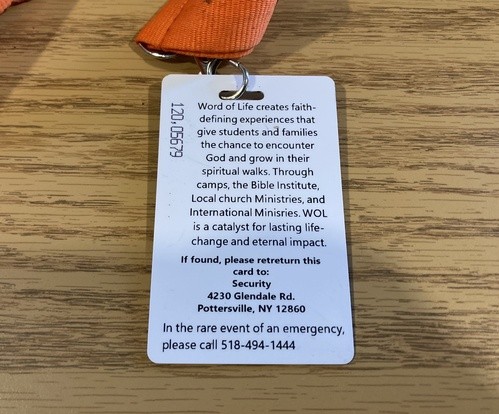 120,05679
Word of Life creates faith-
defining experiences that
give students and families
the chance to encounter
God and grow in their
spiritual walks. Through
camps, the Bible Institute,
Local church Ministries, and
International Minisries. WOL
is a catalyst for lasting life-
change and eternal impact.
If found, please retreturn this
card to:
Security
4230 Glendale Rd.
Pottersville, NY 12860
In the rare event of an emergency,
please call 518-494-1444